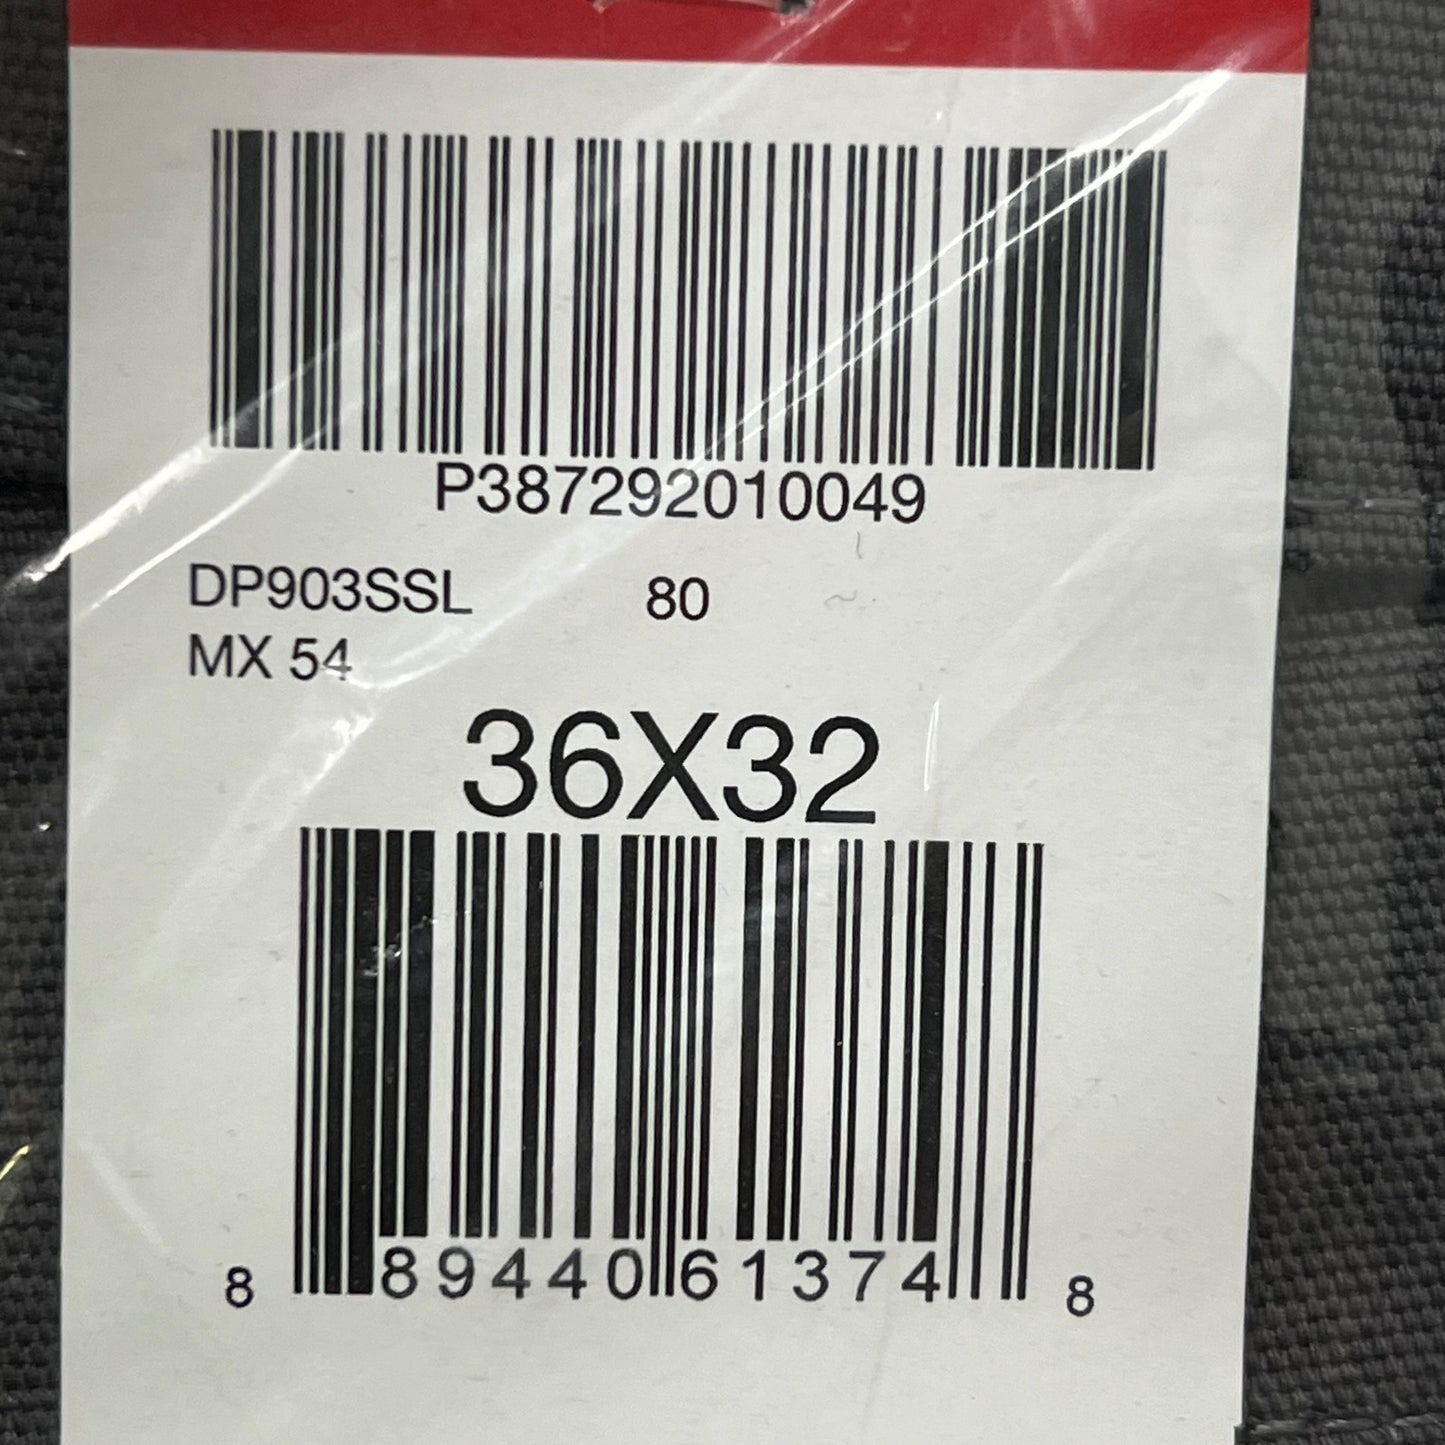 P387292010049
DP903SSL 80
MX 54
36X32
8 89440 61374 8